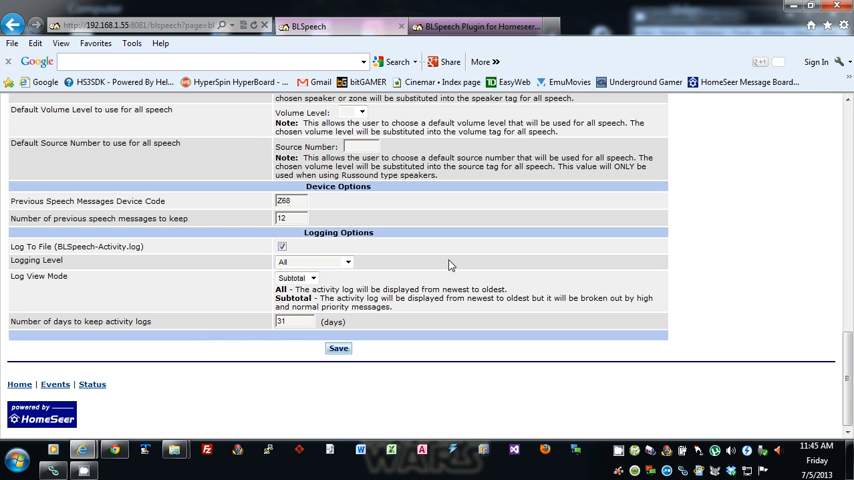 Computer
http://192.168.1.55:8081/blspeech?page=bl
BLSpeech
BLSpeech Plugin for Homeseer...
File Edit View Favorites Tools Help
Google Search Share More »
Sign In
Google HS3SDK - Powered By Hel... HyperSpin HyperBoard - ... Gmail bitGAMER Cinemar • Index page EasyWeb EmuMovies Underground Gamer HomeSeer Message Board...
chosen speaker or zone will be substituted into the speaker tag for all speech.
Default Volume Level to use for all speech
Volume Level:
Note: This allows the user to choose a default volume level that will be used for all speech. The
chosen volume level will be substituted into the volume tag for all speech.
Default Source Number to use for all speech
Source Number:
Note: This allows the user to choose a default source number that will be used for all speech. The
chosen volume level will be substituted into the source tag for all speech. This value will ONLY be
used when using Russound type speakers.
Device Options
Previous Speech Messages Device Code
Z68
Number of previous speech messages to keep
12
Logging Options
Log To File (BLSpeech-Activity.log)
Logging Level
All
Log View Mode
Subtotal
All - The activity log will be displayed from newest to oldest.
Subtotal - The activity log will be displayed from newest to oldest but it will be broken out by high
and normal priority messages.
Number of days to keep activity logs
31 (days)
Save
Home | Events | Status
powered by
HomeSeer
WARS
11:45 AM
Friday
7/5/2013